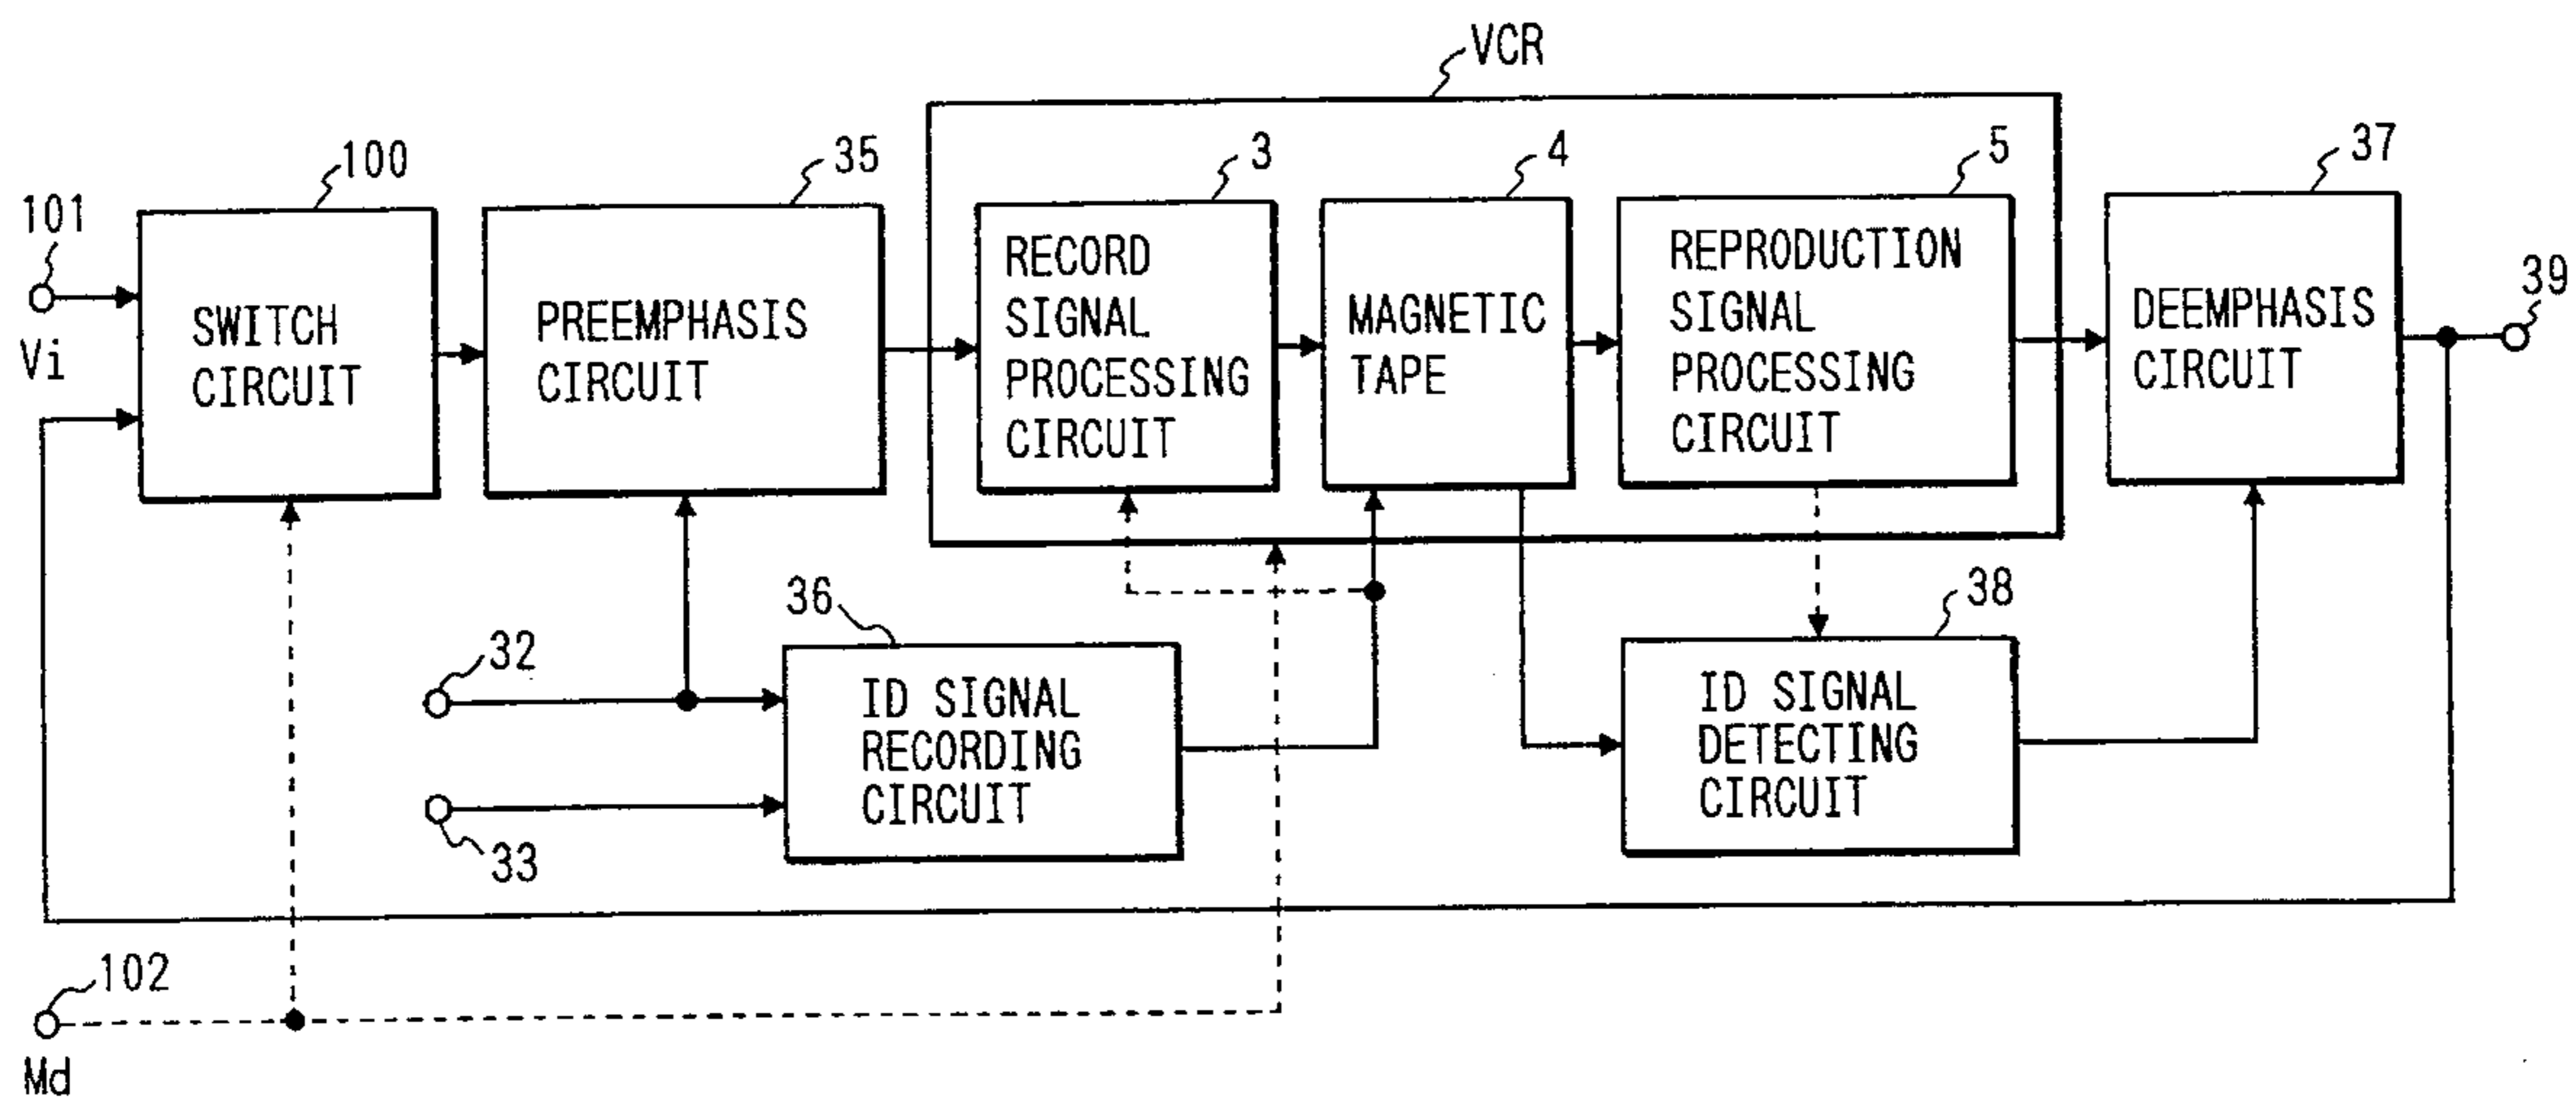 VCR
101
Vi
100
SWITCH
CIRCUIT
35
PREEMPHASIS
CIRCUIT
3
RECORD
SIGNAL
PROCESSING
CIRCUIT
4
MAGNETIC
TAPE
5
REPRODUCTION
SIGNAL
PROCESSING
CIRCUIT
37
DEEMPHASIS
CIRCUIT
39
32
33
36
ID SIGNAL
RECORDING
CIRCUIT
38
ID SIGNAL
DETECTING
CIRCUIT
102
Md